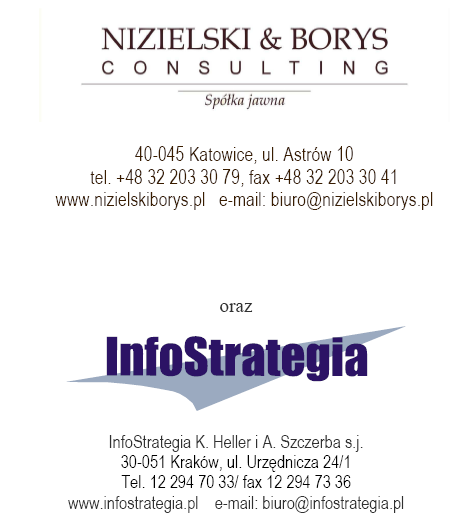 NIZIELSKI & BORYS
CONSULTING
Spółka jawna
40-045 Katowice, ul. Astrów 10
tel. +48 32 203 30 79, fax +48 32 203 30 41
www.nizielskiborys.pl e-mail: biuro@nizielskiborys.pl
oraz
InfoStrategia
InfoStrategia K. Heller i A. Szczerba s.j.
30-051 Kraków, ul. Urzędnicza 24/1
Tel. 12 294 70 33/ fax 12 294 73 36
www.infostrategia.pl e-mail: biuro@infostrategia.pl